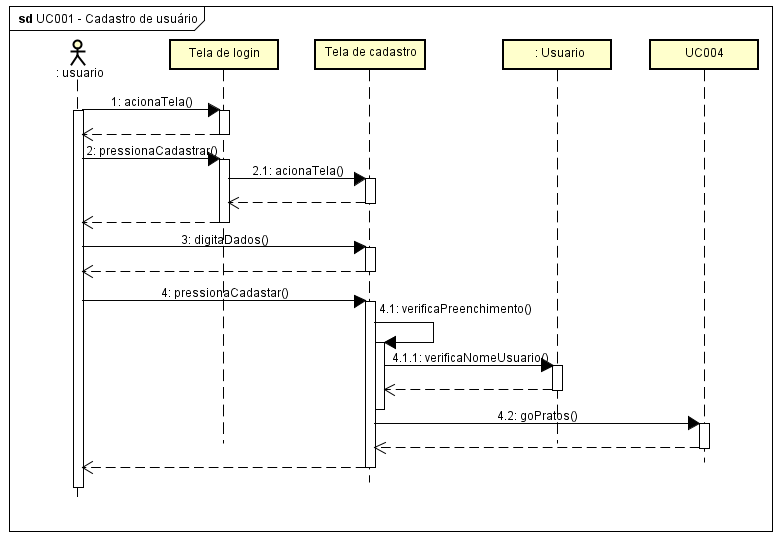 sd UC001 - Cadastro de usuário
: usuario
Tela de login
Tela de cadastro
: Usuario
UC004
1: acionaTela()
2: pressionaCadastrar()
2.1: acionaTela()
3: digitaDados()
4: pressionaCadastar()
4.1: verificaPreenchimento()
4.1.1: verificaNomeUsuario()
4.2: goPratos()